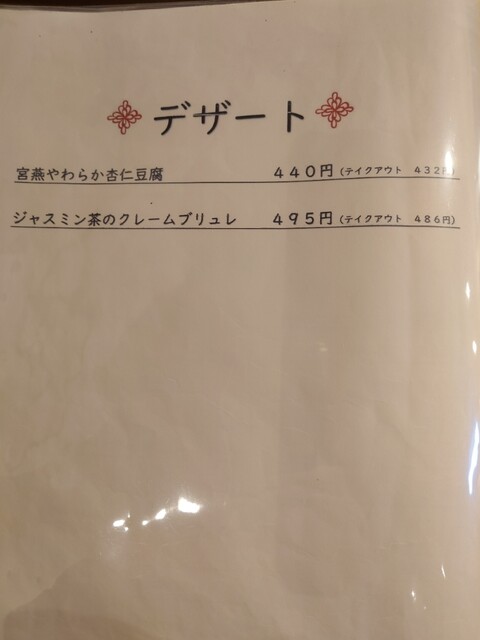 デザート
宮燕やわらか杏仁豆腐 440円(テイクアウト 432円)
ジャスミン茶のクレームブリュレ 495円(テイクアウト 486円)